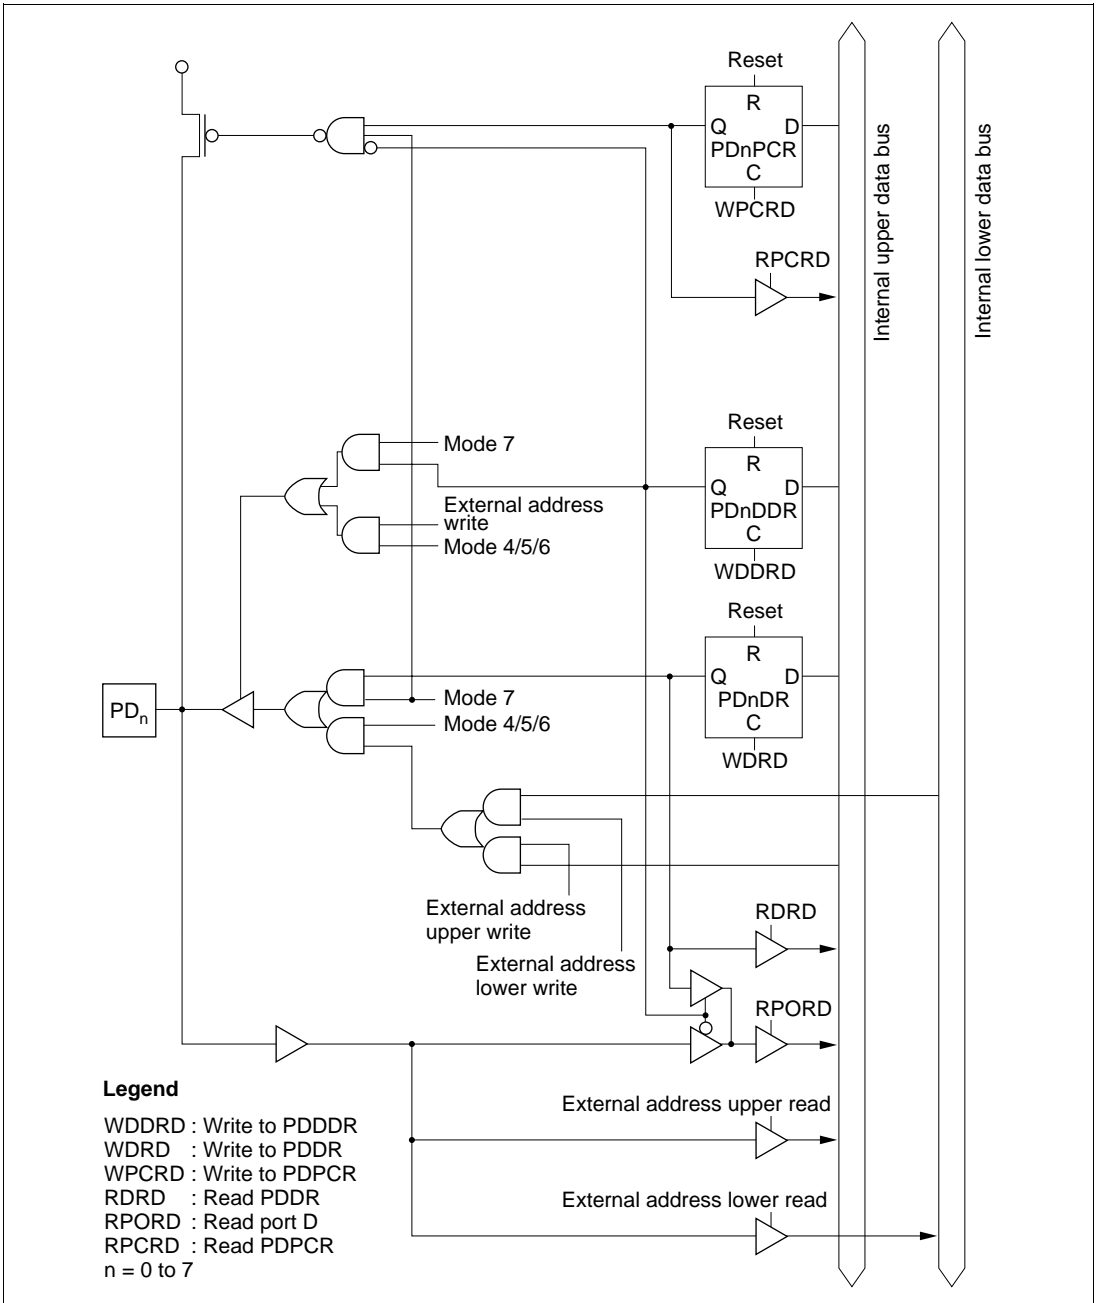 Reset
R
Q D
PDnPCR
C
WPCRD
RPCRD
Internal upper data bus
Internal lower data bus
Reset
R
Q D
PDnDDR
C
WDDRD
Mode 7
External address
write
Mode 4/5/6
Reset
R
Q D
PDnDR
C
WDRD
Mode 7
Mode 4/5/6
PDn
External address
upper write
External address
lower write
RDRD
RPORD
External address upper read
External address lower read
Legend
WDDRD : Write to PDDDR
WDRD : Write to PDDR
WPCRD : Write to PDPCR
RDRD : Read PDDR
RPORD : Read port D
RPCRD : Read PDPCR
n = 0 to 7